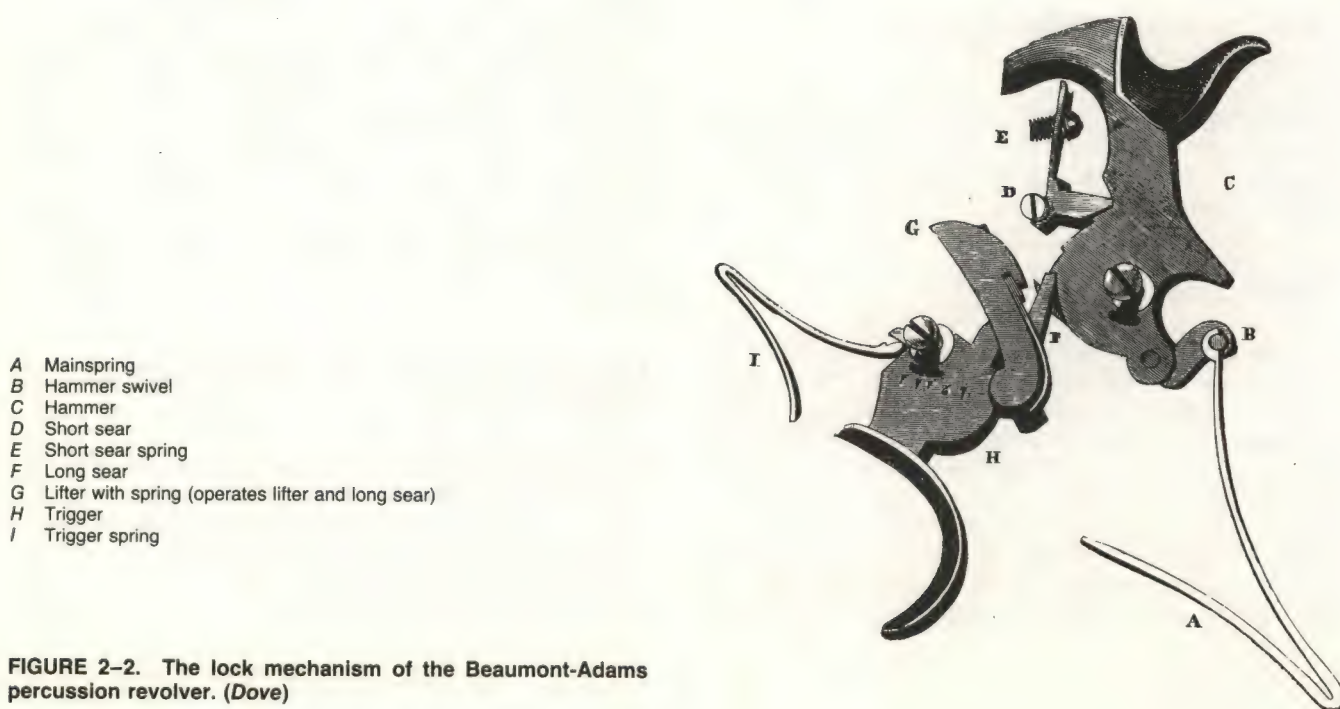 A Mainspring
B Hammer swivel
C Hammer
D Short sear
E Short sear spring
F Long sear
G Lifter with spring (operates lifter and long sear)
H Trigger
I Trigger spring
FIGURE 2–2. The lock mechanism of the Beaumont-Adams
percussion revolver. (Dove)
E
D
C
G
B
F
I
H
A